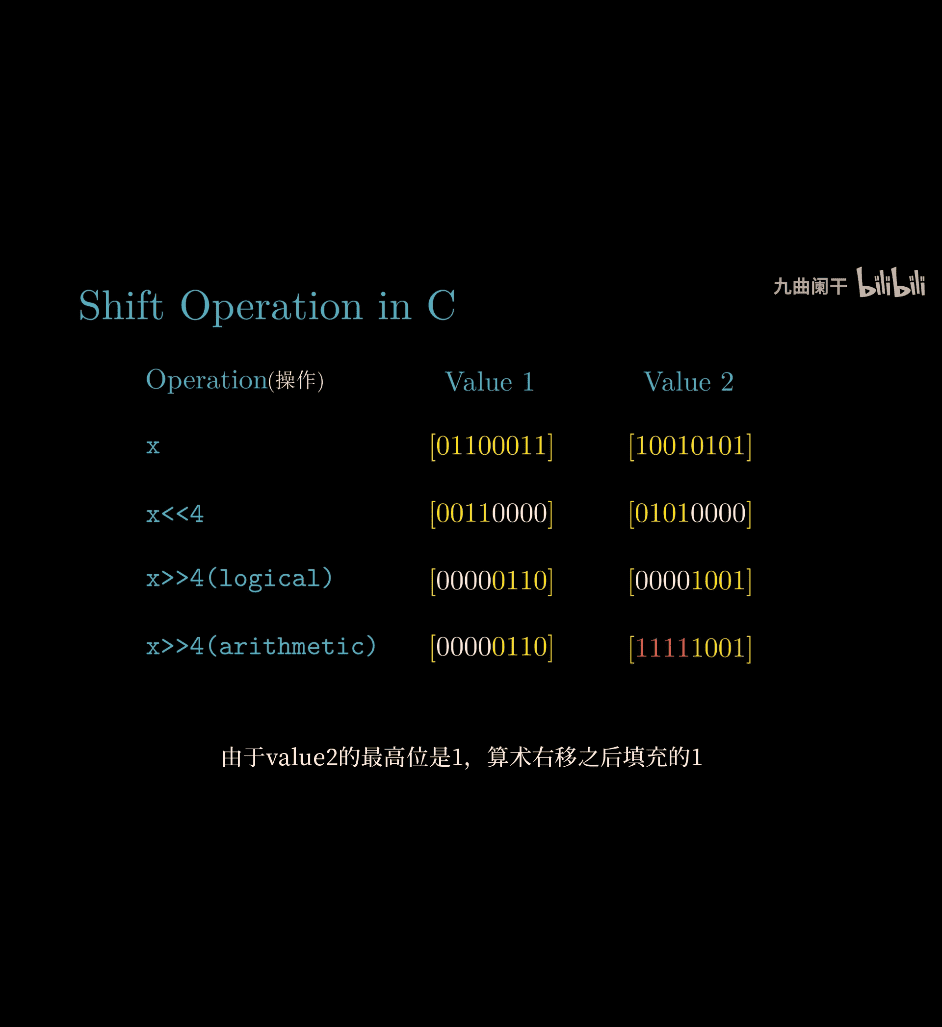 九曲阑干 bilibili
Shift Operation in C
Operation(操作) Value 1 Value 2
x [01100011] [10010101]
x<<4 [00110000] [01010000]
x>>4(logical) [00000110] [00001001]
x>>4(arithmetic) [00000110] [11111001]
由于value2的最高位是1，算术右移之后填充的1